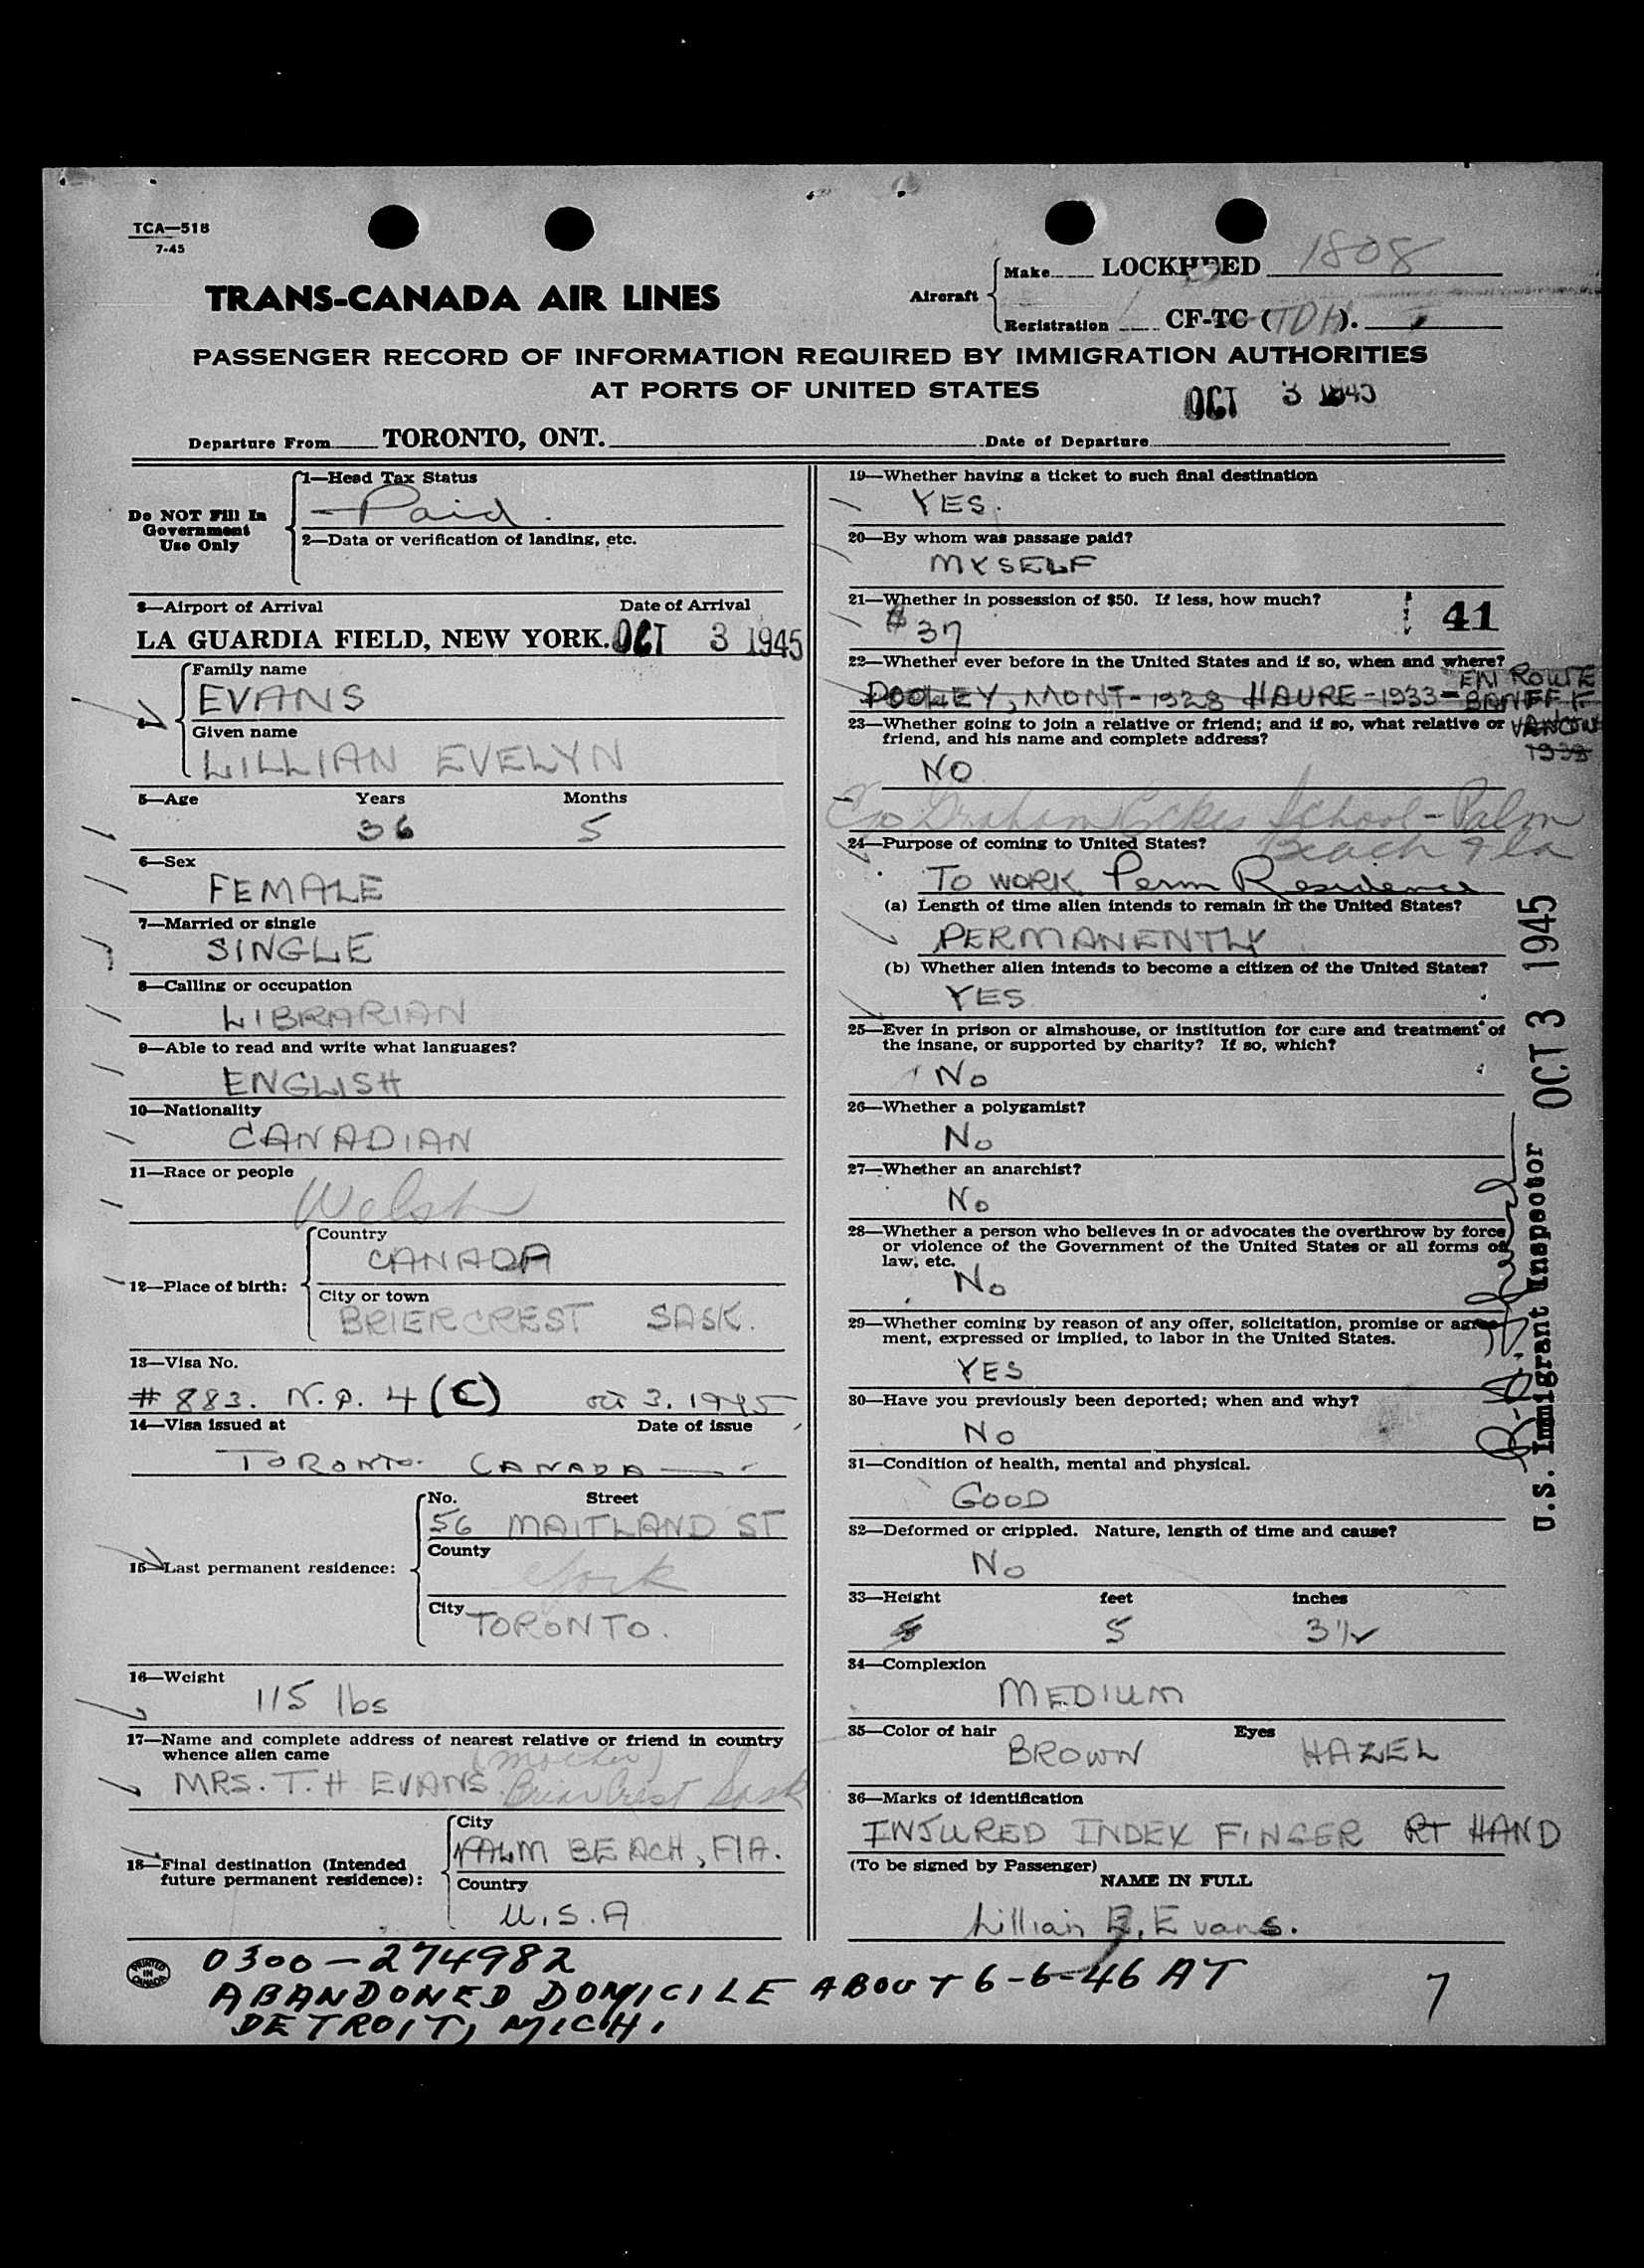 TCA—518
7-45
TRANS-CANADA AIR LINES
Aircraft
Make LOCKHEED 1808
Registration CF-TC (TDH).
PASSENGER RECORD OF INFORMATION REQUIRED BY IMMIGRATION AUTHORITIES
AT PORTS OF UNITED STATES
OCT 3 1945
Departure From TORONTO, ONT. Date of Departure
Do NOT Fill In
Government
Use Only
1—Head Tax Status
Paid.
2—Data or verification of landing, etc.
3—Airport of Arrival Date of Arrival
LA GUARDIA FIELD, NEW YORK. OCT 3 1945
4—
Family name
EVANS
Given name
LILLIAN EVELYN
5—Age Years Months
36 5
6—Sex
FEMALE
7—Married or single
SINGLE
8—Calling or occupation
LIBRARIAN
9—Able to read and write what languages?
ENGLISH
10—Nationality
CANADIAN
11—Race or people
Welsh
12—Place of birth:
Country
CANADA
City or town
BRIERCREST SASK.
13—Visa No.
# 883. N.Q. 4 (C) Oct 3. 1945
14—Visa issued at Date of issue
TORONTO. CANADA
15—Last permanent residence:
No. Street
56 MAITLAND ST
County
York
City
TORONTO.
16—Weight
115 lbs
17—Name and complete address of nearest relative or friend in country
whence alien came
(mother)
MRS. T. H EVANS. Briarcrest Sask
18—Final destination (Intended
future permanent residence):
City
PALM BEACH, FlA.
Country
U.S.A
19—Whether having a ticket to such final destination
YES.
20—By whom was passage paid?
MYSELF
21—Whether in possession of $50. If less, how much?
$ 37
41
22—Whether ever before in the United States and if so, when and where?
POOLEY, MONT-1928 HAURE-1933- EN ROUTE
BANFF
VANCOUV
1938
23—Whether going to join a relative or friend; and if so, what relative or
friend, and his name and complete address?
NO
C/o Graham Eckes School-Palm
Beach Fla
24—Purpose of coming to United States?
TO WORK Perm Residence
(a) Length of time alien intends to remain in the United States?
PERMANENTLY
(b) Whether alien intends to become a citizen of the United States?
YES
25—Ever in prison or almshouse, or institution for care and treatment of
the insane, or supported by charity? If so, which?
No
26—Whether a polygamist?
No
27—Whether an anarchist?
No
28—Whether a person who believes in or advocates the overthrow by force
or violence of the Government of the United States or all forms of
law, etc.
No
29—Whether coming by reason of any offer, solicitation, promise or agree-
ment, expressed or implied, to labor in the United States.
YES
30—Have you previously been deported; when and why?
No
31—Condition of health, mental and physical.
GOOD
32—Deformed or crippled. Nature, length of time and cause?
No
33—Height feet inches
5 5 3 1/2
34—Complexion
MEDIUM
35—Color of hair Eyes
BROWN HAZEL
36—Marks of identification
INJURED INDEX FINGER RT HAND
(To be signed by Passenger)
NAME IN FULL
Lillian E. Evans.
U.S. Immigrant Inspector OCT 3 1945
PRINTED
IN
CANADA
0300-274982
ABANDONED DOMICILE ABOUT 6-6-46 AT
DETROIT, MICH.
7